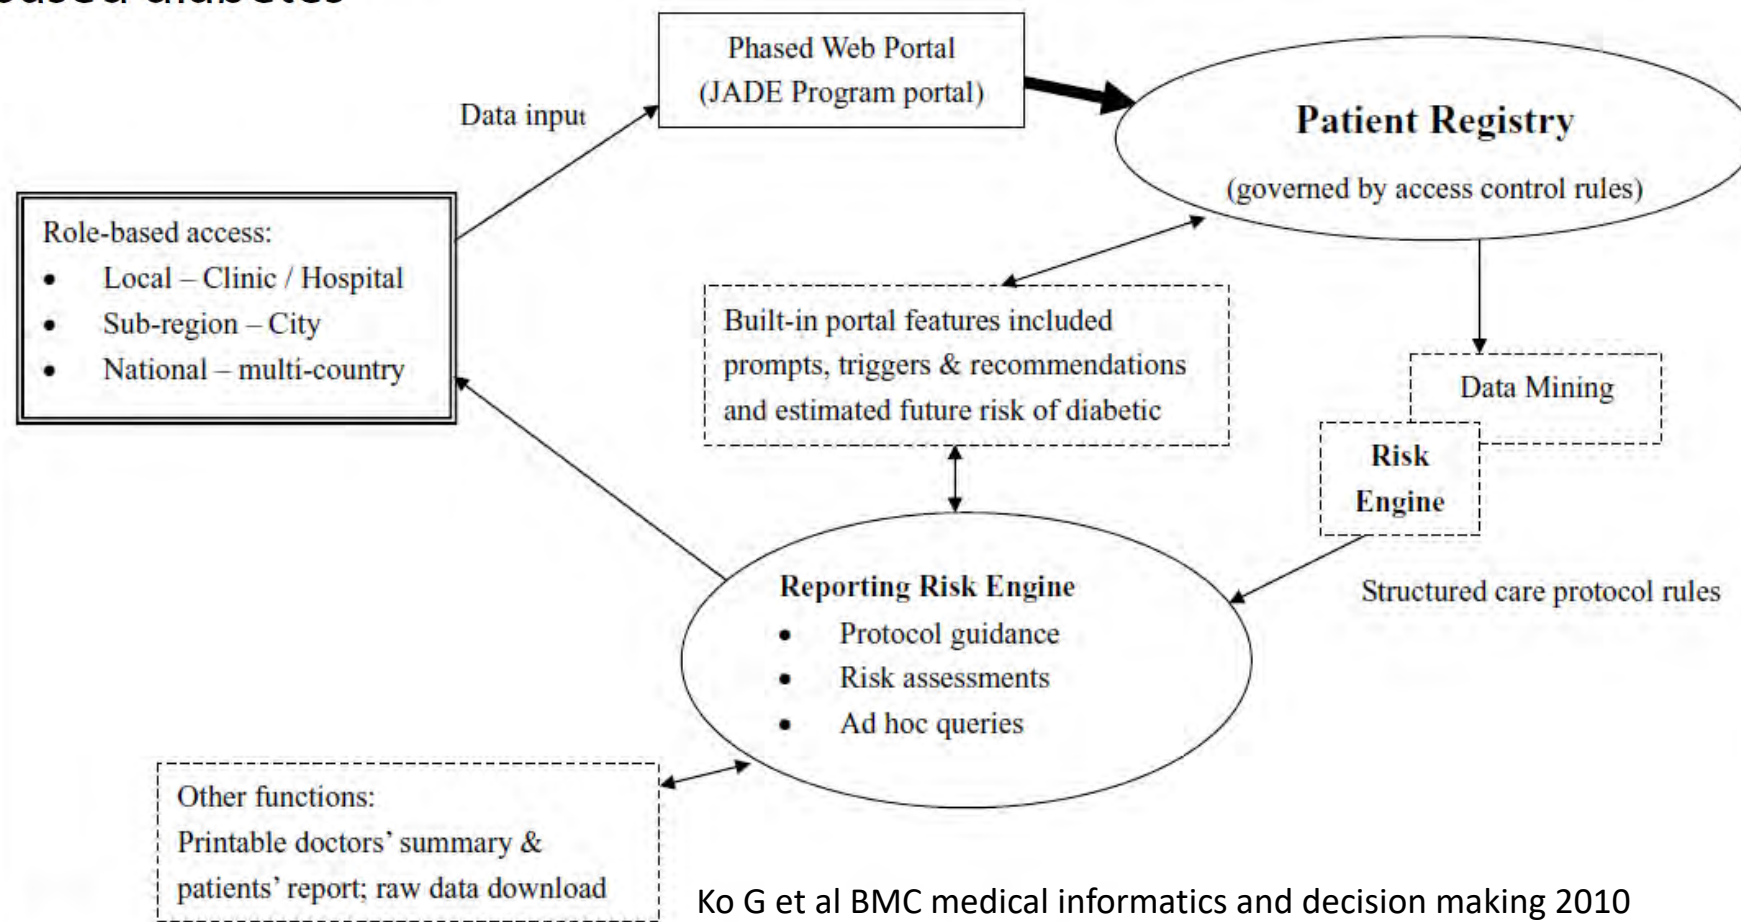 based diabetes
Phased Web Portal
(JADE Program portal)
Data input
Patient Registry
(governed by access control rules)
Role-based access:
• Local – Clinic / Hospital
• Sub-region – City
• National – multi-country
Built-in portal features included
prompts, triggers & recommendations
and estimated future risk of diabetic
Data Mining
Risk
Engine
Structured care protocol rules
Reporting Risk Engine
• Protocol guidance
• Risk assessments
• Ad hoc queries
Other functions:
Printable doctors’ summary &
patients’ report; raw data download
Ko G et al BMC medical informatics and decision making 2010